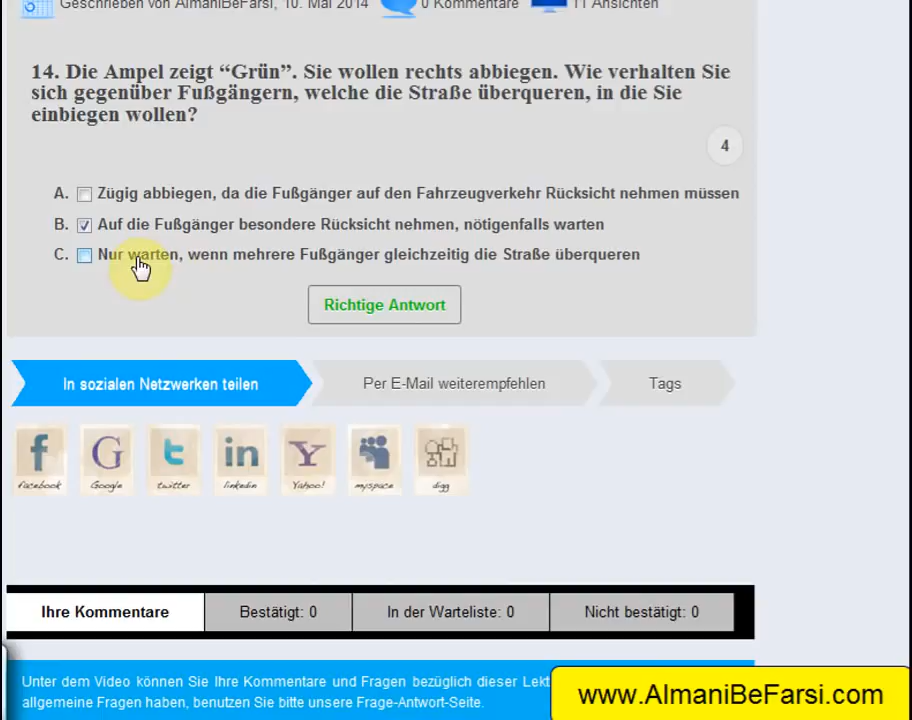 Geschrieben von AlmaniBeFarsi, 10. Mai 2014 0 Kommentare 11 Ansichten
14. Die Ampel zeigt “Grün”. Sie wollen rechts abbiegen. Wie verhalten Sie
sich gegenüber Fußgängern, welche die Straße überqueren, in die Sie
einbiegen wollen?
4
A. Zügig abbiegen, da die Fußgänger auf den Fahrzeugverkehr Rücksicht nehmen müssen
B. Auf die Fußgänger besondere Rücksicht nehmen, nötigenfalls warten
C. Nur warten, wenn mehrere Fußgänger gleichzeitig die Straße überqueren
Richtige Antwort
In sozialen Netzwerken teilen Per E-Mail weiterempfehlen Tags
facebook Google twitter linkedin Yahoo! myspace digg
Ihre Kommentare Bestätigt: 0 In der Warteliste: 0 Nicht bestätigt: 0
Unter dem Video können Sie Ihre Kommentare und Fragen bezüglich dieser Lekt
allgemeine Fragen haben, benutzen Sie bitte unsere Frage-Antwort-Seite.
www.AlmaniBeFarsi.com